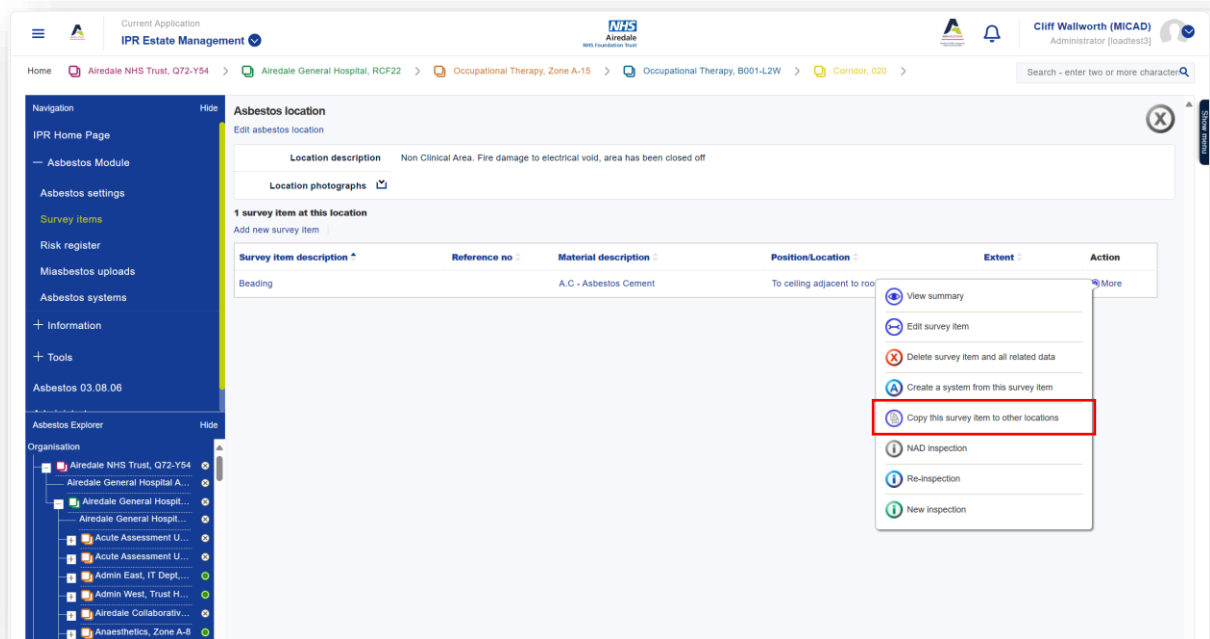 Current Application
IPR Estate Management
NHS
Airedale
NHS Foundation Trust
Cliff Wallworth (MICAD)
Administrator [loadtest3]
Home Airedale NHS Trust, Q72-Y54 > Airedale General Hospital, RCF22 > Occupational Therapy, Zone A-15 > Occupational Therapy, B001-L2W > Corridor, 020 >
Search - enter two or more character
Show menu
Navigation Hide
IPR Home Page
Asbestos Module
Asbestos settings
Survey items
Risk register
Miasbestos uploads
Asbestos systems
Information
Tools
Asbestos 03.08.06
Asbestos Explorer Hide
Organisation
Airedale NHS Trust, Q72-Y54
Airedale General Hospital A...
Airedale General Hospit...
Airedale General Hospit...
Acute Assessment U...
Acute Assessment U...
Admin East, IT Dept,...
Admin West, Trust H...
Airedale Collaborativ...
Anaesthetics, Zone A-8
Asbestos location
Edit asbestos location
Location description Non Clinical Area. Fire damage to electrical void, area has been closed off
Location photographs
1 survey item at this location
Add new survey item
Survey item description Reference no Material description Position/Location Extent Action
Beading A.C - Asbestos Cement To ceiling adjacent to roo More
View summary
Edit survey item
Delete survey item and all related data
Create a system from this survey item
Copy this survey item to other locations
NAD inspection
Re-inspection
New inspection